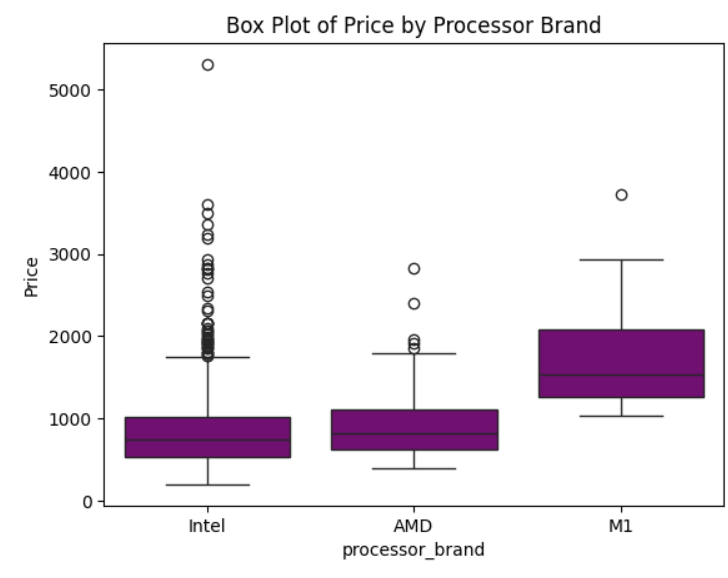 Box Plot of Price by Processor Brand
5000
4000
3000
2000
1000
0
Price
Intel
AMD
M1
processor_brand